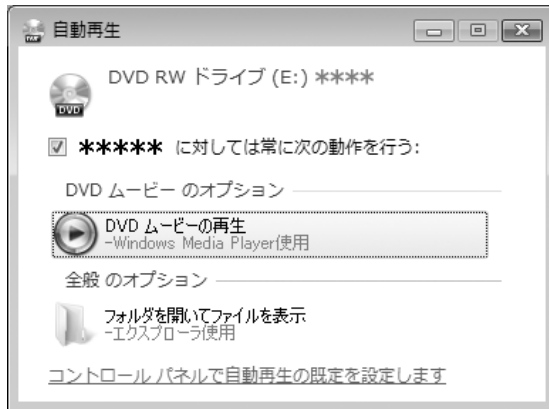 自動再生
DVD RW ドライブ (E:) ****
DVD
***** に対しては常に次の動作を行う:
DVD ムービー のオプション
DVD ムービーの再生
-Windows Media Player使用
全般 のオプション
フォルダを開いてファイルを表示
-エクスプローラ使用
コントロール パネルで自動再生の既定を設定します